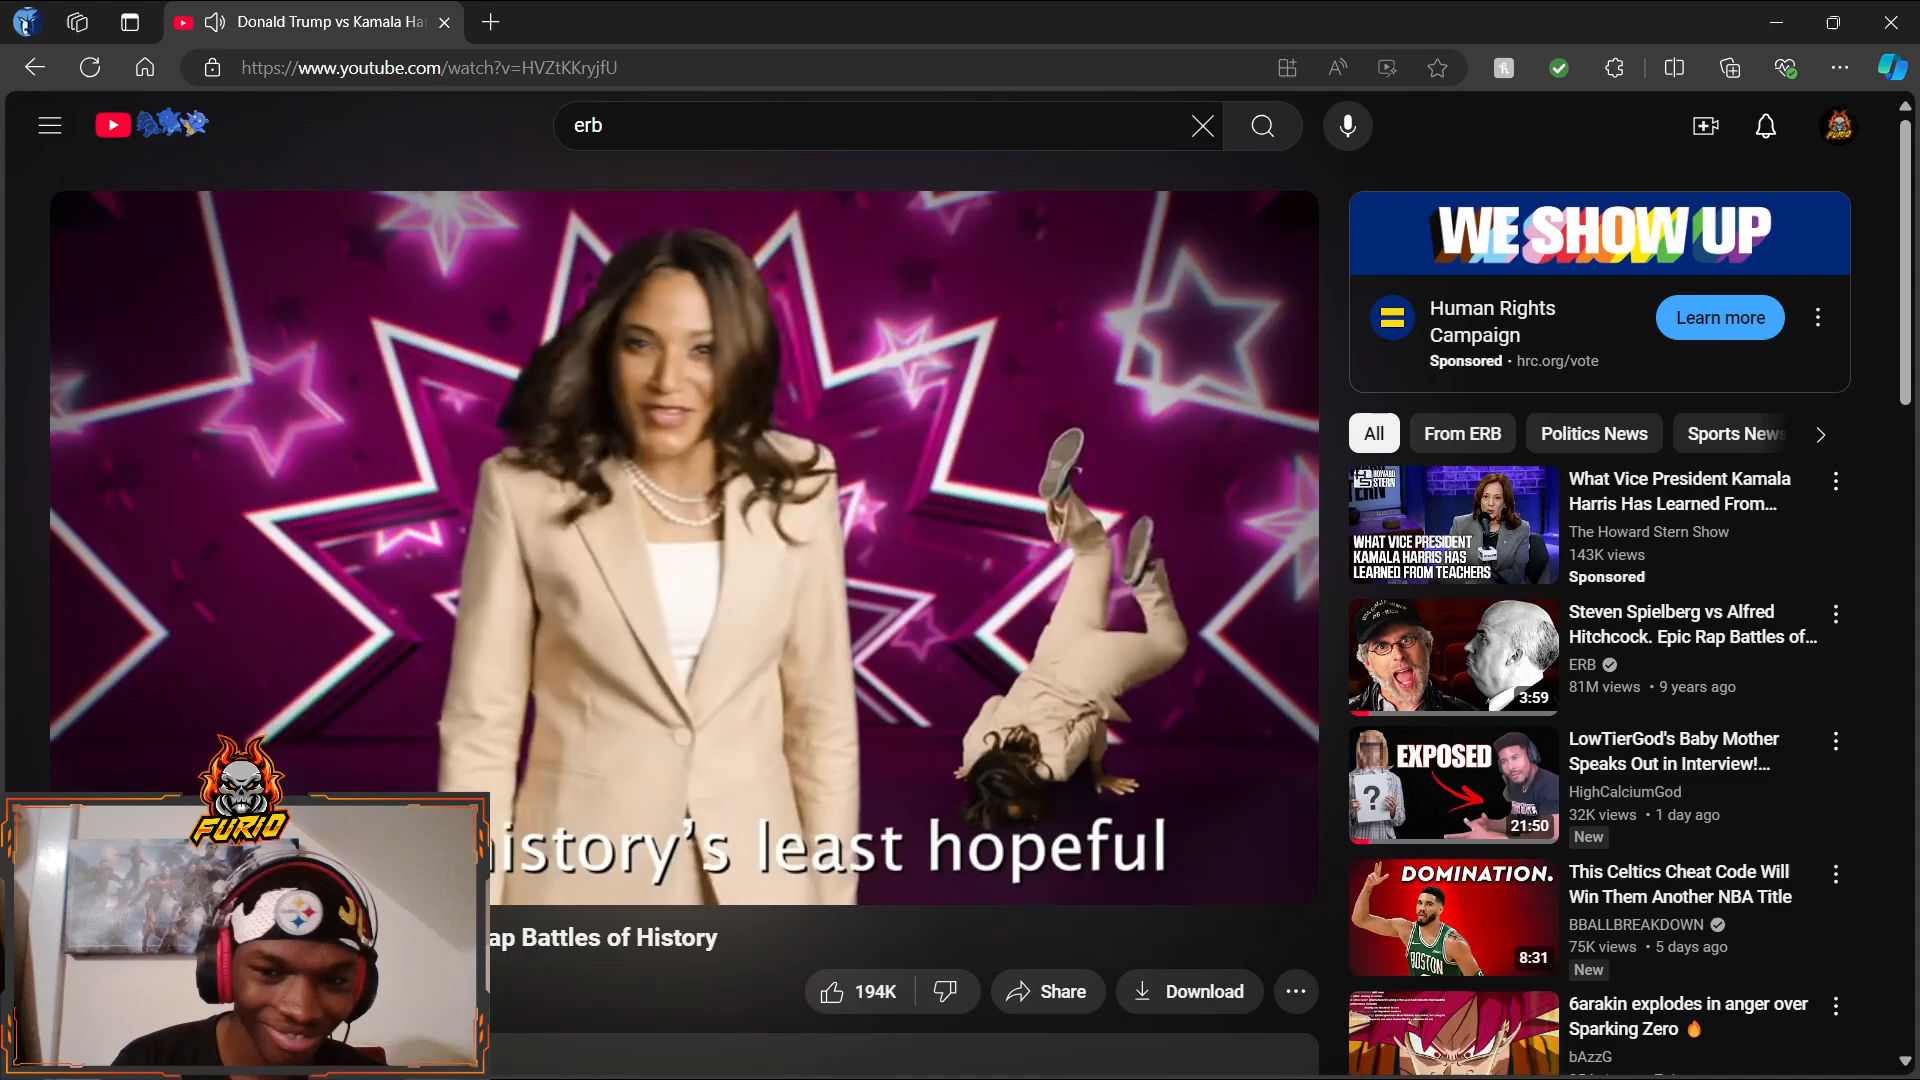 Donald Trump vs Kamala Ha
https://www.youtube.com/watch?v=HVZtKKryjfU
erb
WE SHOW UP
Human Rights
Campaign
Sponsored · hrc.org/vote
Learn more
All
From ERB
Politics News
Sports News
HOWARD
STERN
WHAT VICE PRESIDENT
KAMALA HARRIS HAS
LEARNED FROM TEACHERS
What Vice President Kamala
Harris Has Learned From...
The Howard Stern Show
143K views
Sponsored
3:59
Steven Spielberg vs Alfred
Hitchcock. Epic Rap Battles of...
ERB
81M views • 9 years ago
EXPOSED
?
21:50
LowTierGod's Baby Mother
Speaks Out in Interview!...
HighCalciumGod
32K views • 1 day ago
New
DOMINATION.
BOSTON
8:31
This Celtics Cheat Code Will
Win Them Another NBA Title
BBALLBREAKDOWN
75K views • 5 days ago
New
6arakin explodes in anger over
Sparking Zero 🔥
bAzzG
istory's least hopeful
FURIO
Steelers
ap Battles of History
194K
Share
Download